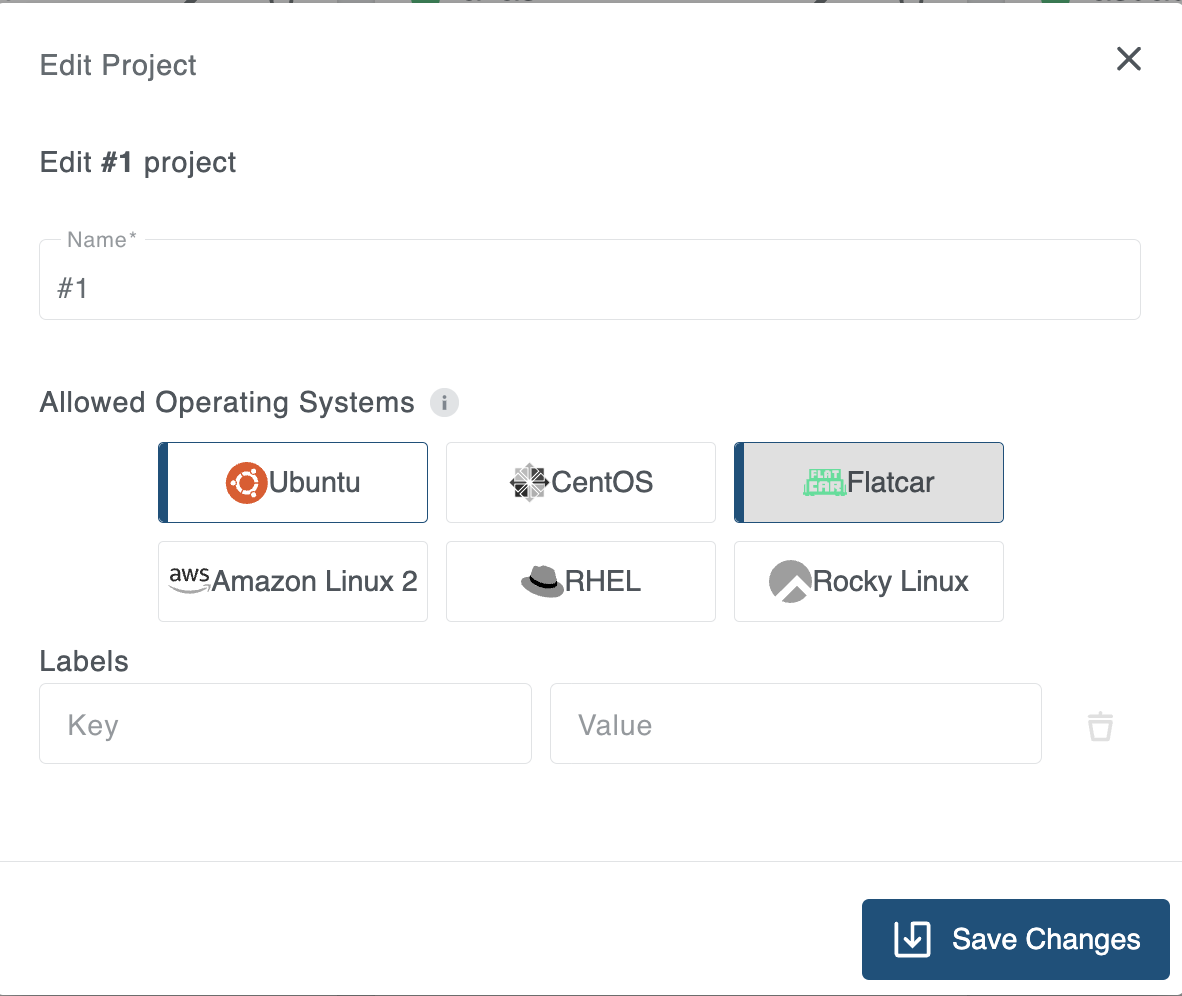 Edit Project
Edit #1 project
Name*
#1
Allowed Operating Systems i
Ubuntu
CentOS
FLAT CAR Flatcar
aws Amazon Linux 2
RHEL
Rocky Linux
Labels
Key
Value
Save Changes